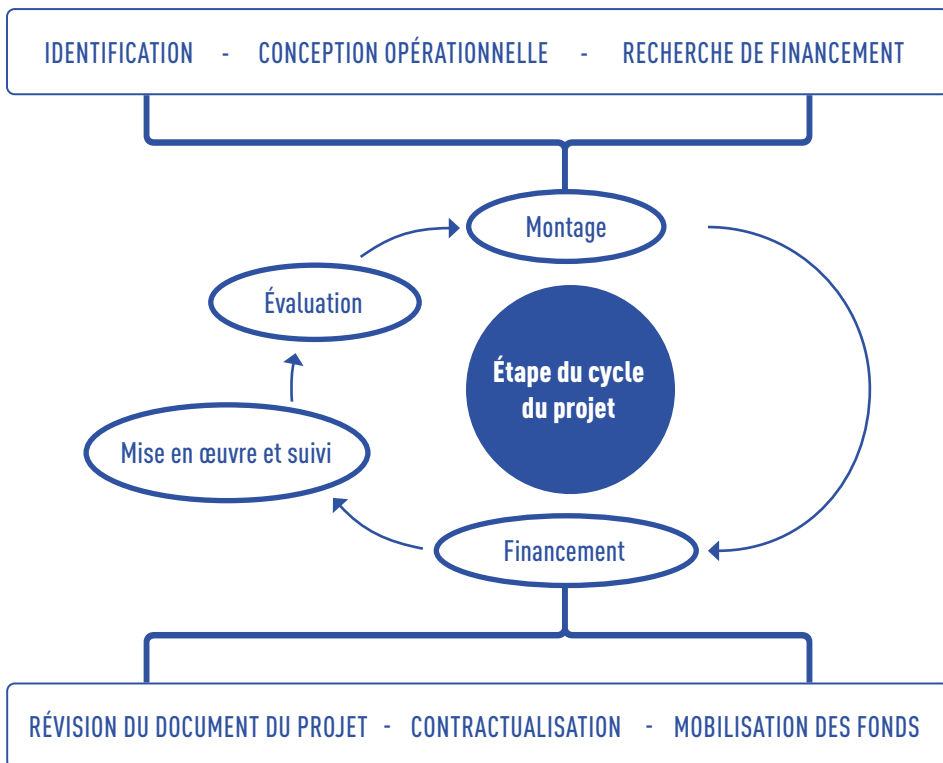 IDENTIFICATION - CONCEPTION OPÉRATIONNELLE - RECHERCHE DE FINANCEMENT
Montage
Évaluation
Étape du cycle
du projet
Mise en œuvre et suivi
Financement
RÉVISION DU DOCUMENT DU PROJET - CONTRACTUALISATION - MOBILISATION DES FONDS